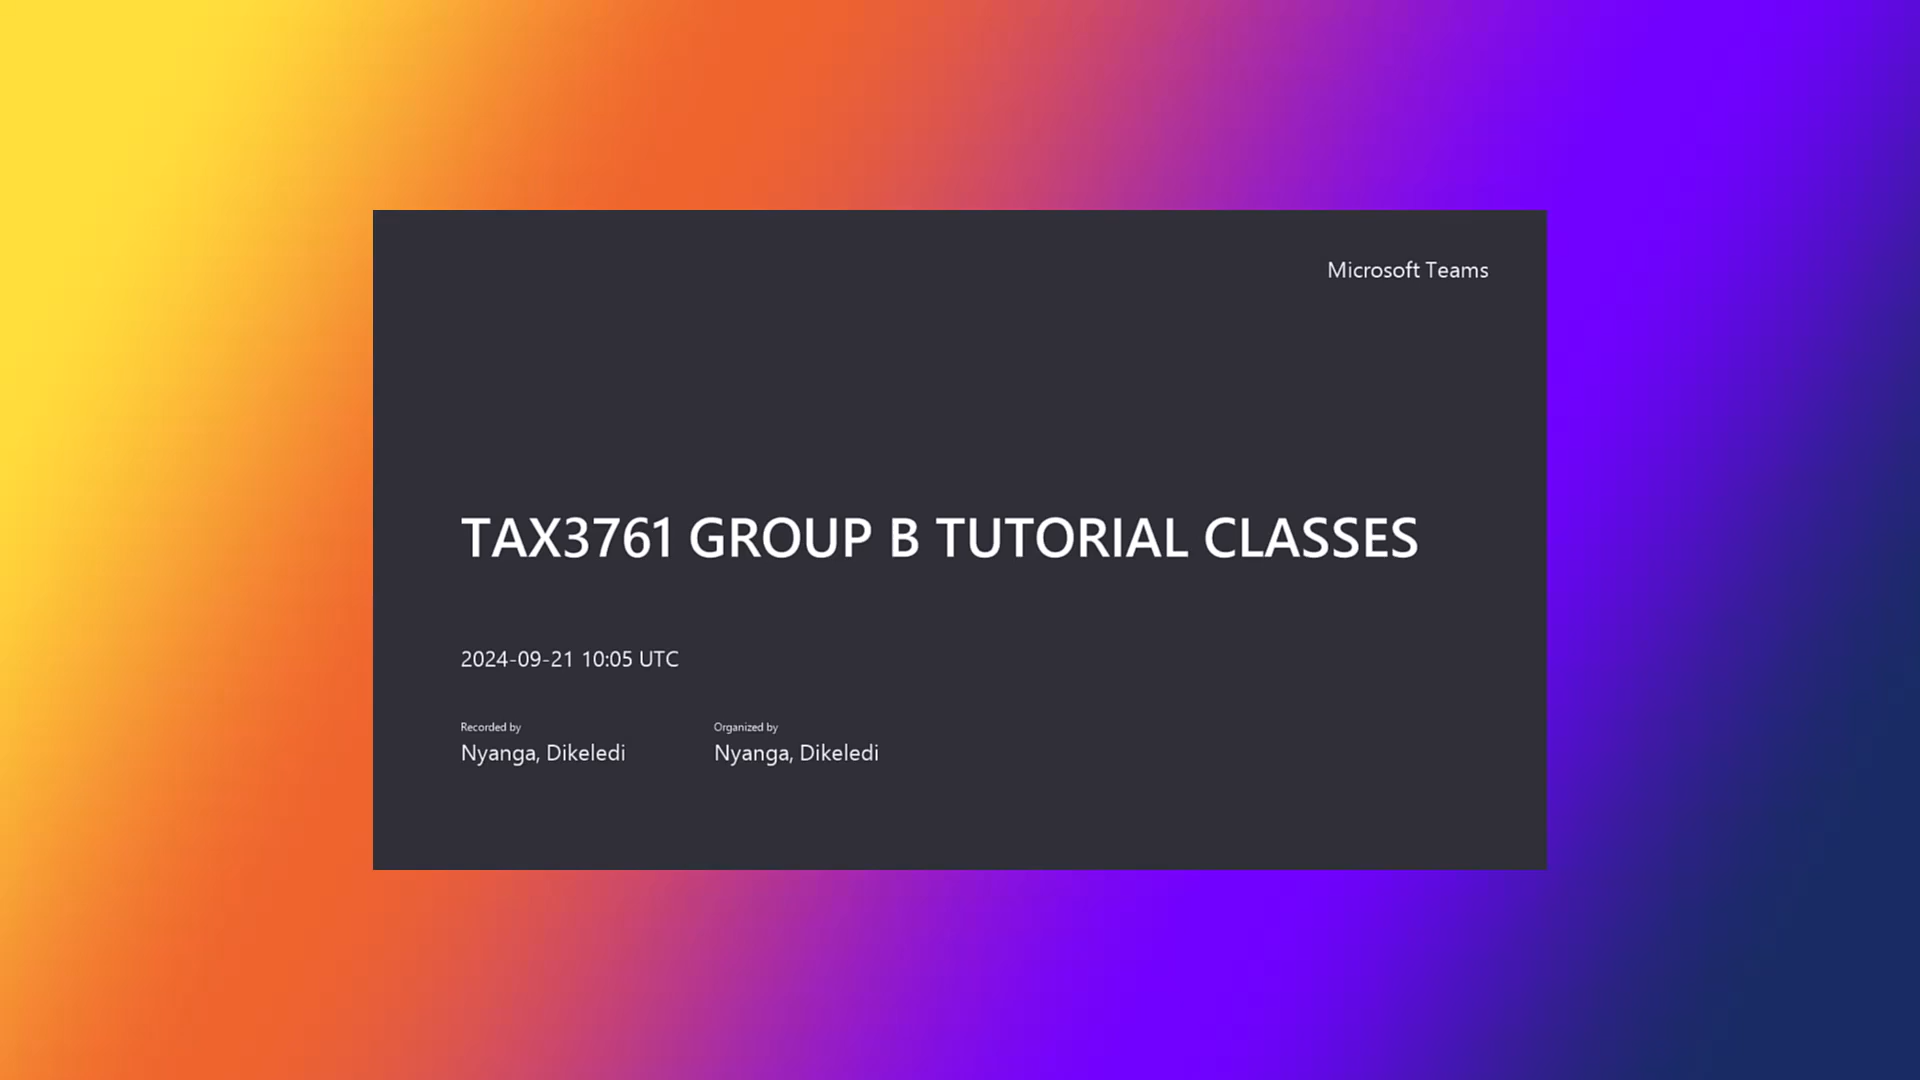 Microsoft Teams
TAX3761 GROUP B TUTORIAL CLASSES
2024-09-21 10:05 UTC
Recorded by
Organized by
Nyanga, Dikeledi
Nyanga, Dikeledi